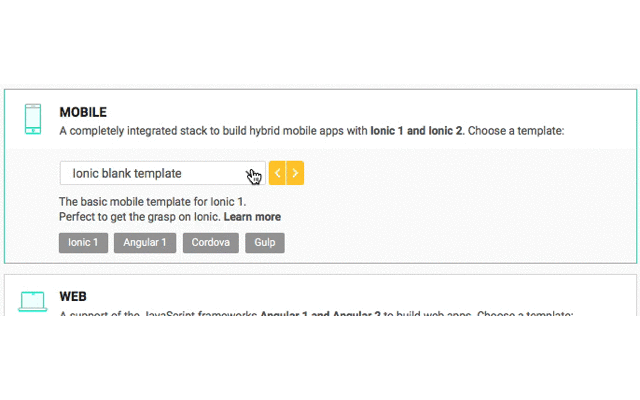 MOBILE
A completely integrated stack to build hybrid mobile apps with Ionic 1 and Ionic 2. Choose a template:
Ionic blank template
The basic mobile template for Ionic 1.
Perfect to get the grasp on Ionic. Learn more
Ionic 1
Angular 1
Cordova
Gulp
WEB
A support of the JavaScript frameworks Angular 1 and Angular 2 to build web apps. Choose a template: